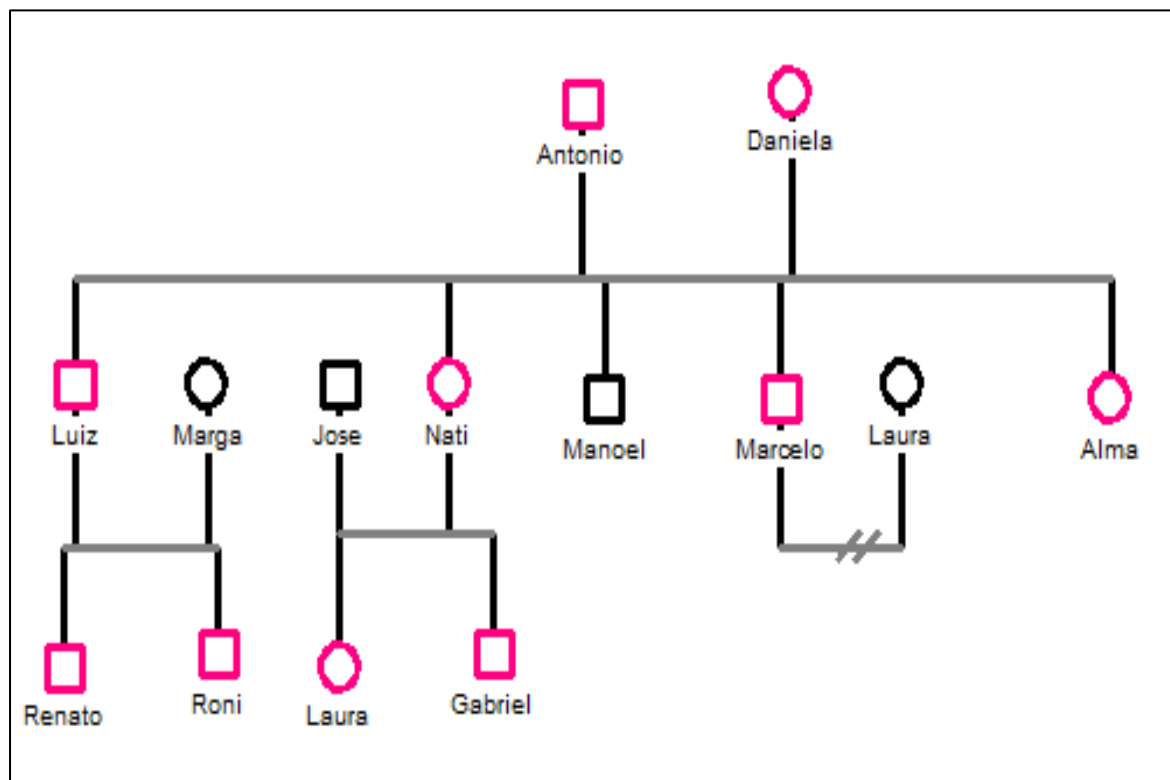 Antonio
Daniela
Luiz
Marga
Jose
Nati
Manoel
Marcelo
Laura
Alma
Renato
Roni
Laura
Gabriel